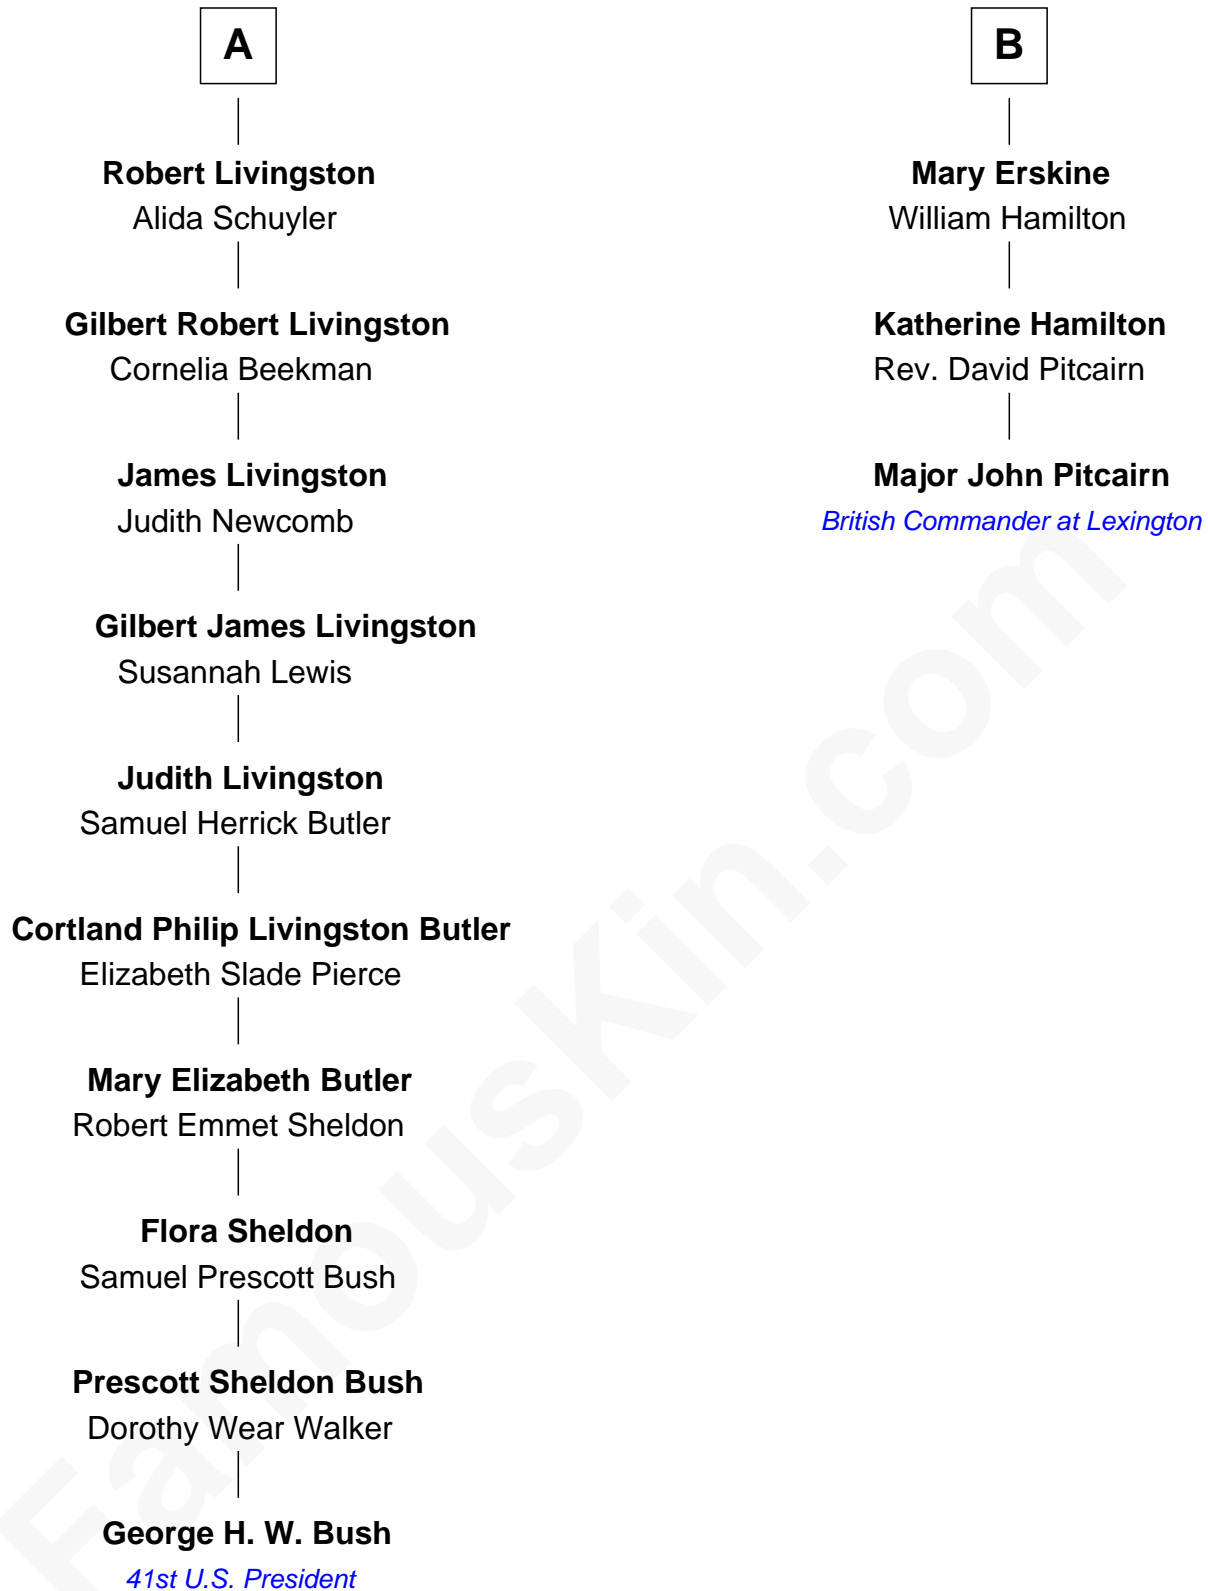 A
Robert Livingston
Alida Schuyler
Gilbert Robert Livingston
Cornelia Beekman
James Livingston
Judith Newcomb
Gilbert James Livingston
Susannah Lewis
Judith Livingston
Samuel Herrick Butler
Cortland Philip Livingston Butler
Elizabeth Slade Pierce
Mary Elizabeth Butler
Robert Emmet Sheldon
Flora Sheldon
Samuel Prescott Bush
Prescott Sheldon Bush
Dorothy Wear Walker
George H. W. Bush
41st U.S. President
B
Mary Erskine
William Hamilton
Katherine Hamilton
Rev. David Pitcairn
Major John Pitcairn
British Commander at Lexington
FamousKin.com